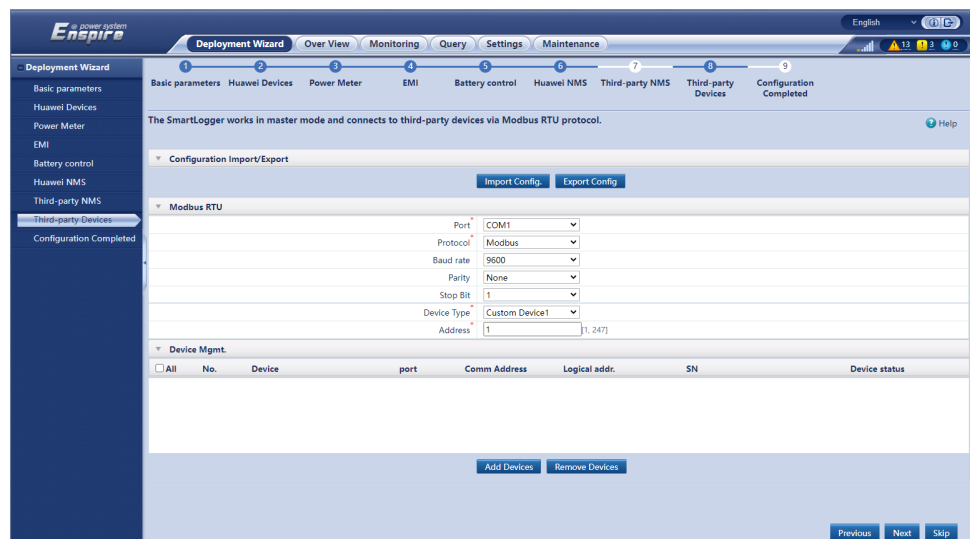 Enspire e power system
English
Deployment Wizard Over View Monitoring Query Settings Maintenance
13 3 0
Deployment Wizard
Basic parameters
Huawei Devices
Power Meter
EMI
Battery control
Huawei NMS
Third-party NMS
Third-party Devices
Configuration Completed
1 2 3 4 5 6 7 8 9
Basic parameters Huawei Devices Power Meter EMI Battery control Huawei NMS Third-party NMS Third-party Devices Configuration Completed
The SmartLogger works in master mode and connects to third-party devices via Modbus RTU protocol.
Help
Configuration Import/Export
Import Config. Export Config
Modbus RTU
Port* COM1
Protocol* Modbus
Baud rate 9600
Parity None
Stop Bit 1
Device Type* Custom Device1
Address* 1 [1, 247]
Device Mgmt.
All No. Device port Comm Address Logical addr. SN Device status
Add Devices Remove Devices
Previous Next Skip